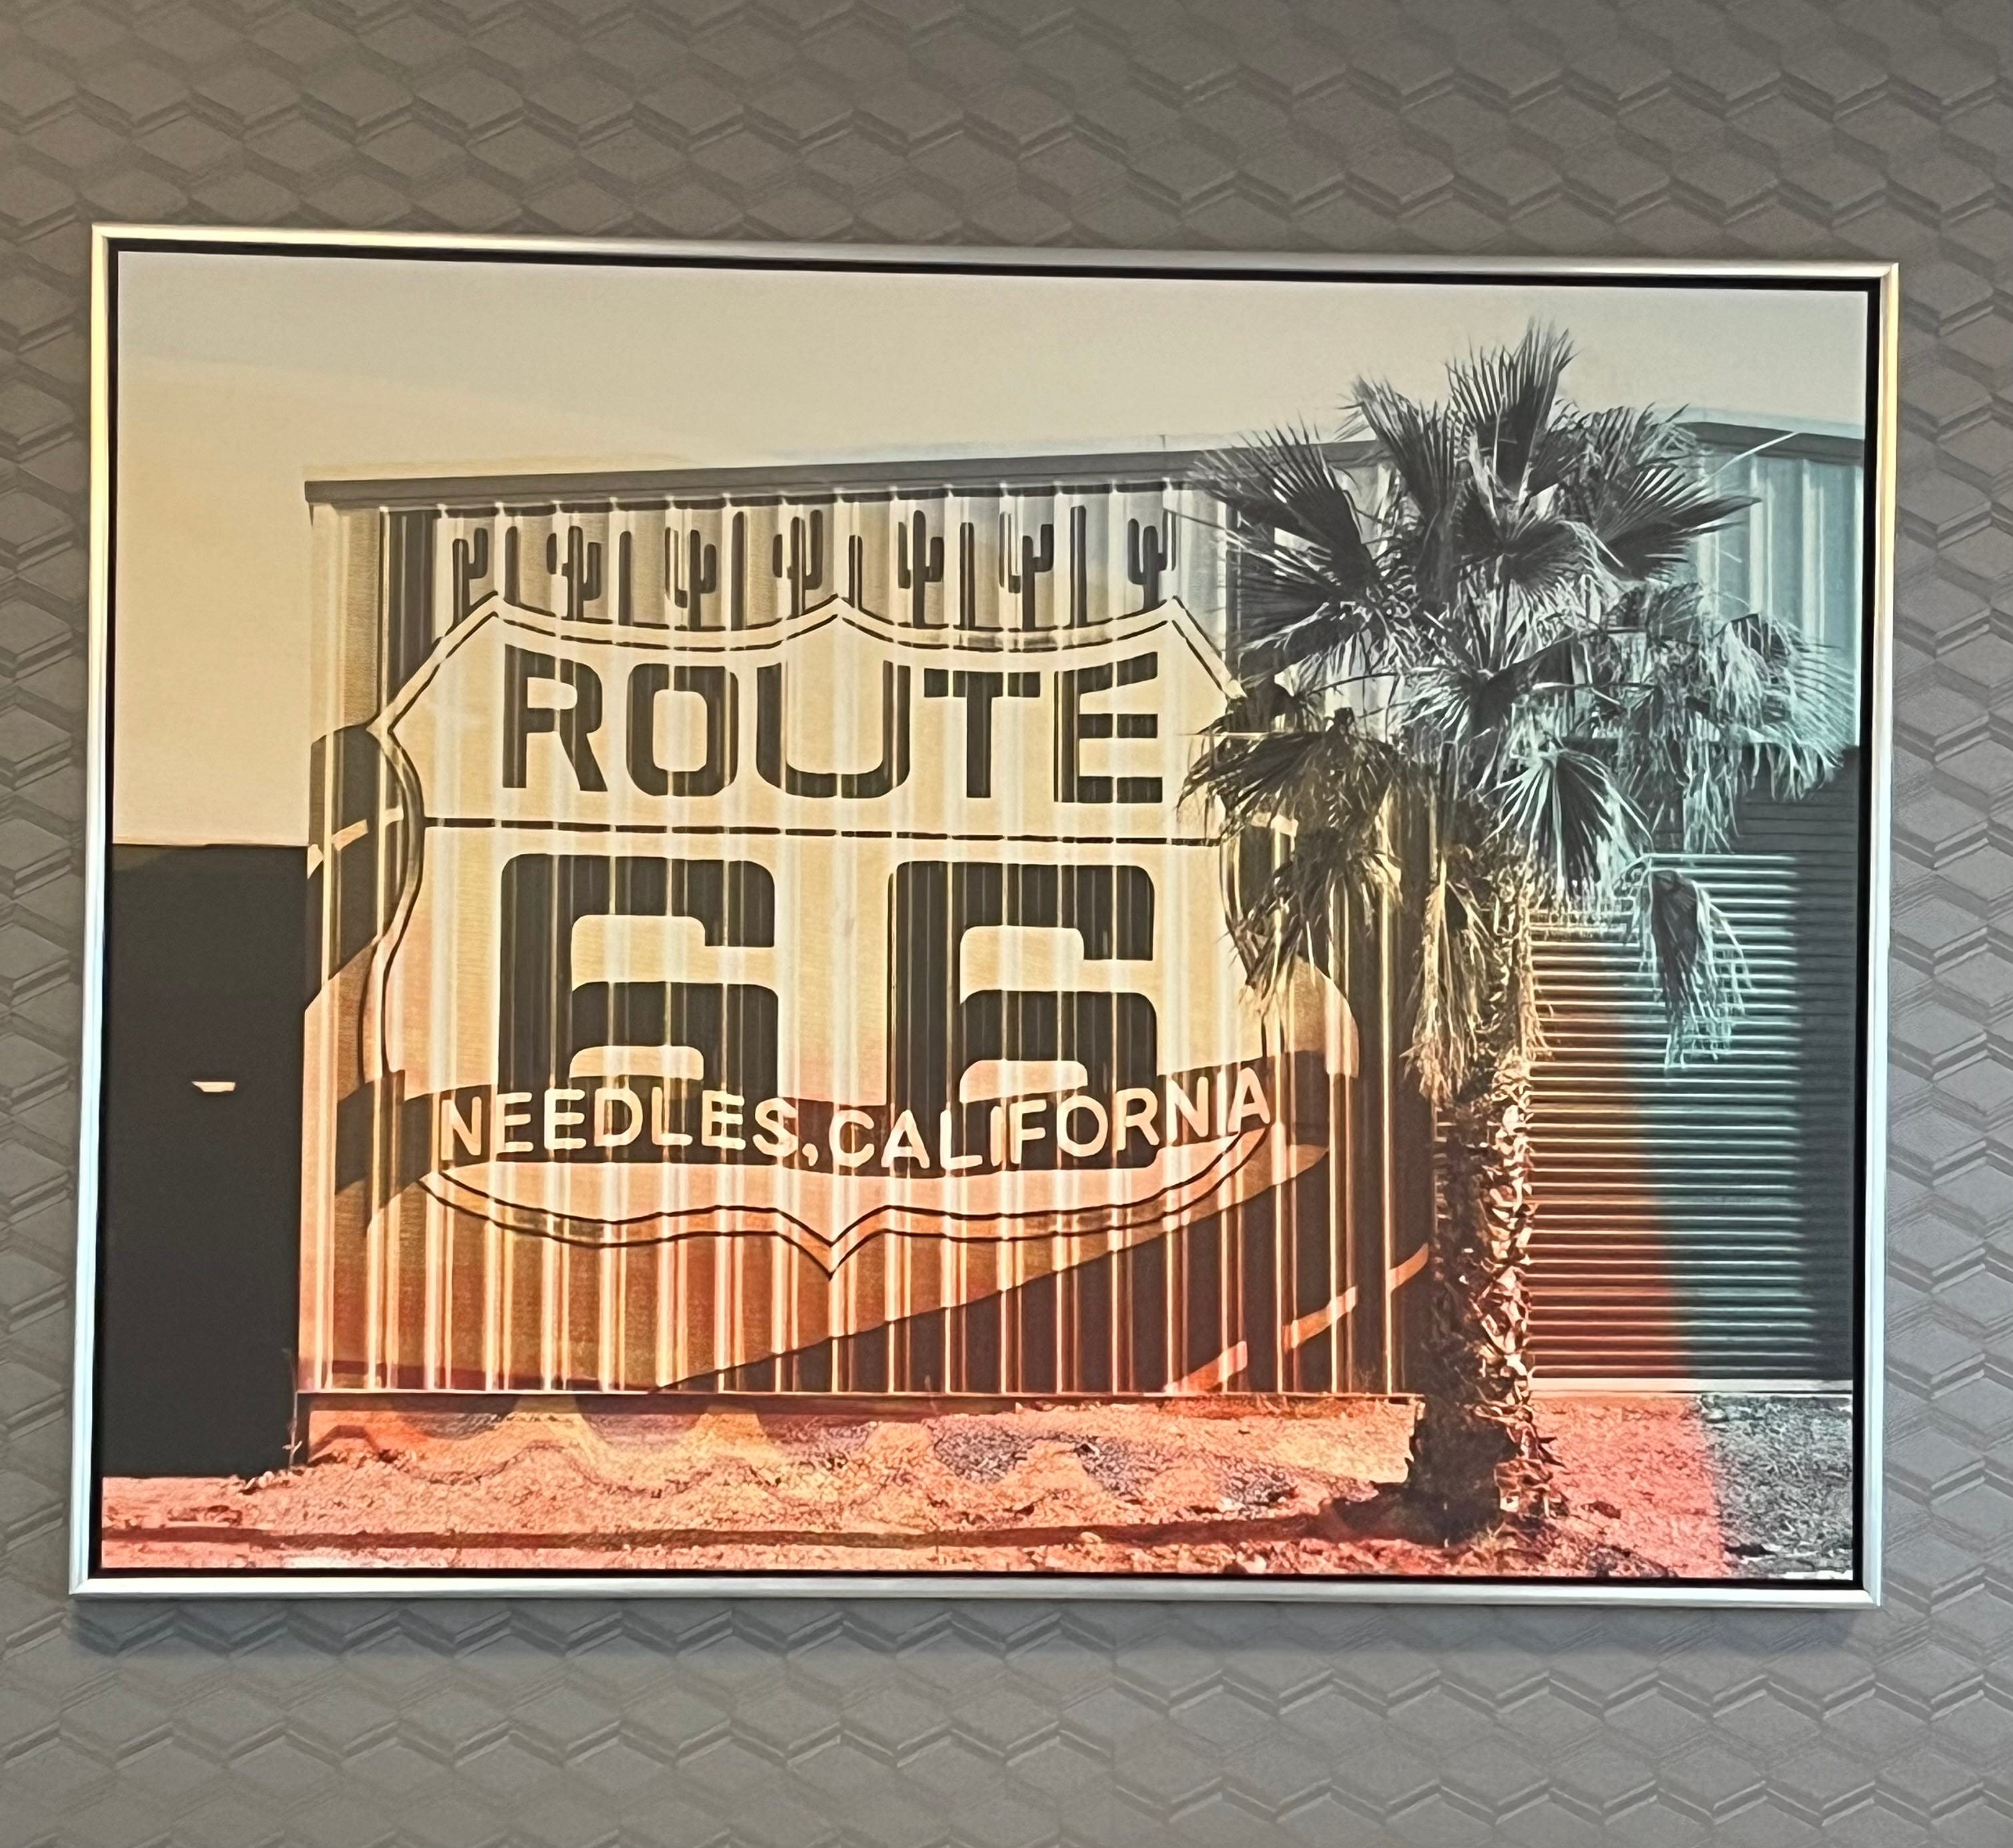 ROUTE
66
NEEDLES, CALIFORNIA